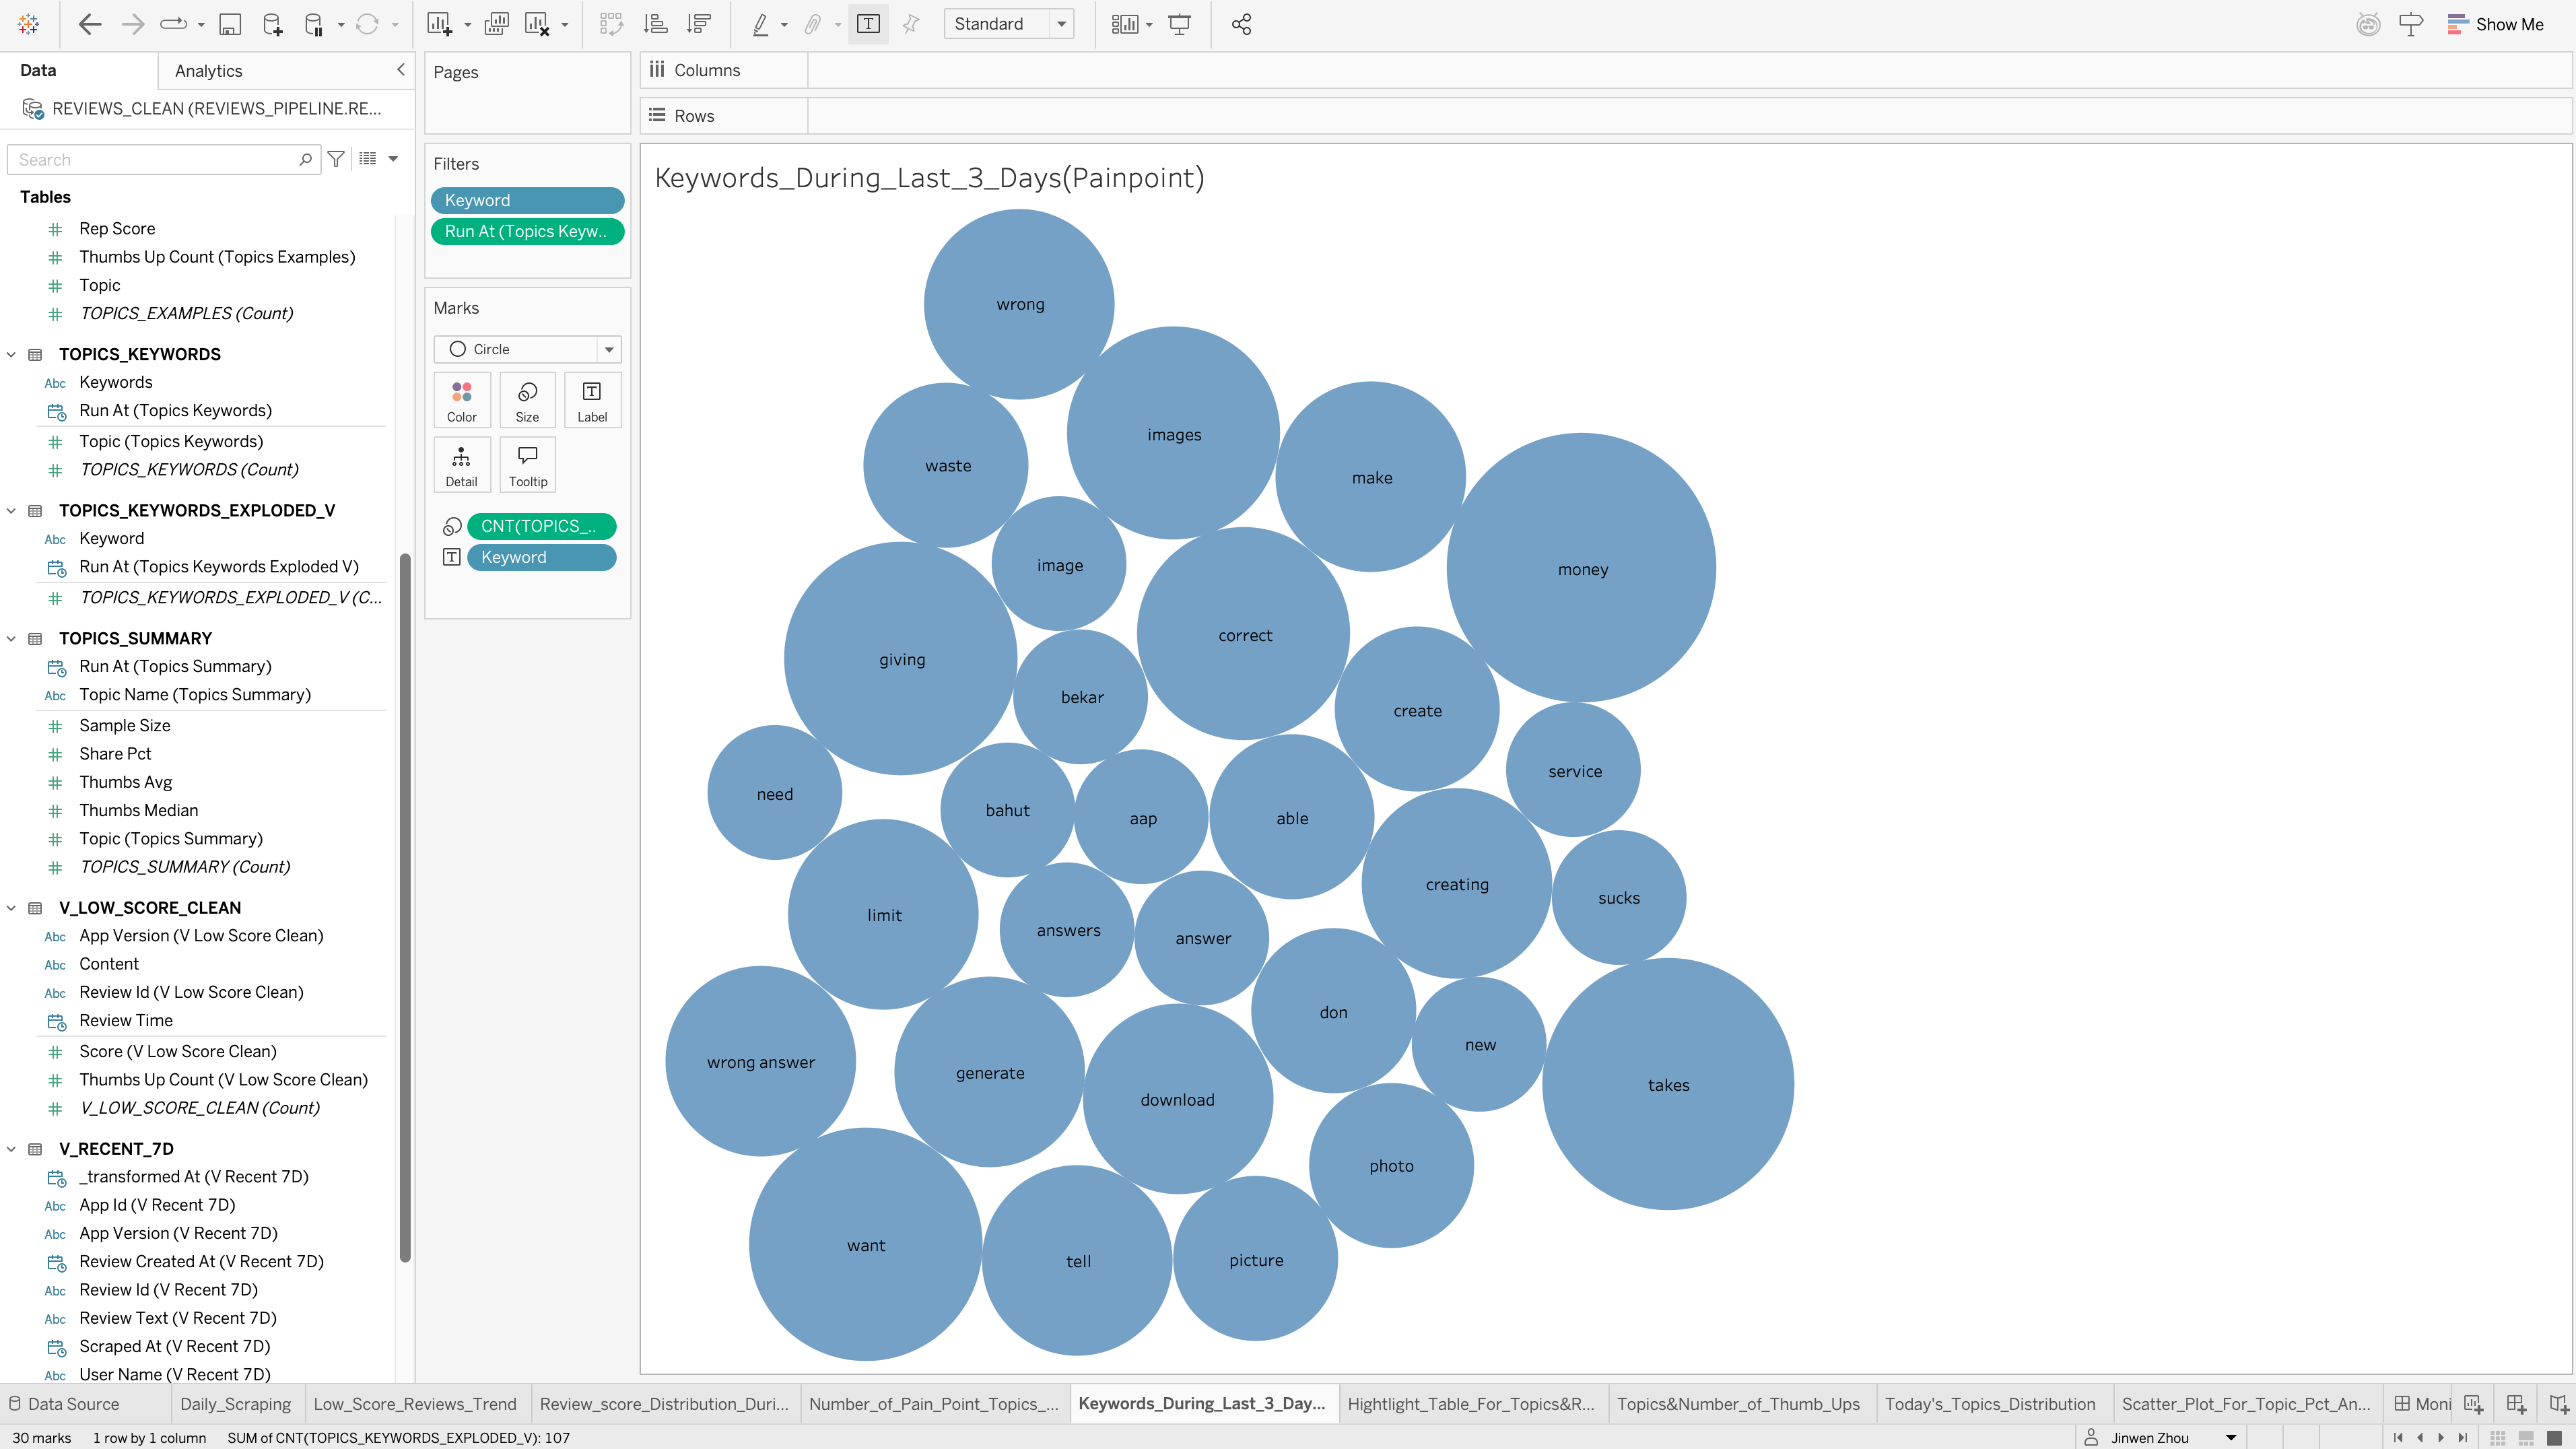 Standard
Show Me
Data
Analytics
REVIEWS_CLEAN (REVIEWS_PIPELINE.RE...
Search
Tables
Rep Score
Thumbs Up Count (Topics Examples)
Topic
TOPICS_EXAMPLES (Count)
TOPICS_KEYWORDS
Abc Keywords
Run At (Topics Keywords)
Topic (Topics Keywords)
TOPICS_KEYWORDS (Count)
TOPICS_KEYWORDS_EXPLODED_V
Abc Keyword
Run At (Topics Keywords Exploded V)
TOPICS_KEYWORDS_EXPLODED_V (C...
TOPICS_SUMMARY
Run At (Topics Summary)
Abc Topic Name (Topics Summary)
Sample Size
Share Pct
Thumbs Avg
Thumbs Median
Topic (Topics Summary)
TOPICS_SUMMARY (Count)
V_LOW_SCORE_CLEAN
Abc App Version (V Low Score Clean)
Abc Content
Abc Review Id (V Low Score Clean)
Review Time
Score (V Low Score Clean)
Thumbs Up Count (V Low Score Clean)
V_LOW_SCORE_CLEAN (Count)
V_RECENT_7D
_transformed At (V Recent 7D)
Abc App Id (V Recent 7D)
Abc App Version (V Recent 7D)
Review Created At (V Recent 7D)
Abc Review Id (V Recent 7D)
Abc Review Text (V Recent 7D)
Scraped At (V Recent 7D)
Abc User Name (V Recent 7D)
Pages
Filters
Keyword
Run At (Topics Keyw..
Marks
Circle
Color
Size
Label
Detail
Tooltip
CNT(TOPICS_..
Keyword
Columns
Rows
Keywords_During_Last_3_Days(Painpoint)
wrong
images
waste
make
money
image
correct
giving
bekar
create
service
need
bahut
aap
able
creating
sucks
limit
answers
answer
don
new
wrong answer
generate
download
takes
photo
want
tell
picture
Data Source
Daily_Scraping
Low_Score_Reviews_Trend
Review_score_Distribution_Duri...
Number_of_Pain_Point_Topics_...
Keywords_During_Last_3_Day...
Hightlight_Table_For_Topics&R...
Topics&Number_of_Thumb_Ups
Today's_Topics_Distribution
Scatter_Plot_For_Topic_Pct_An...
Moni
30 marks
1 row by 1 column
SUM of CNT(TOPICS_KEYWORDS_EXPLODED_V): 107
Jinwen Zhou